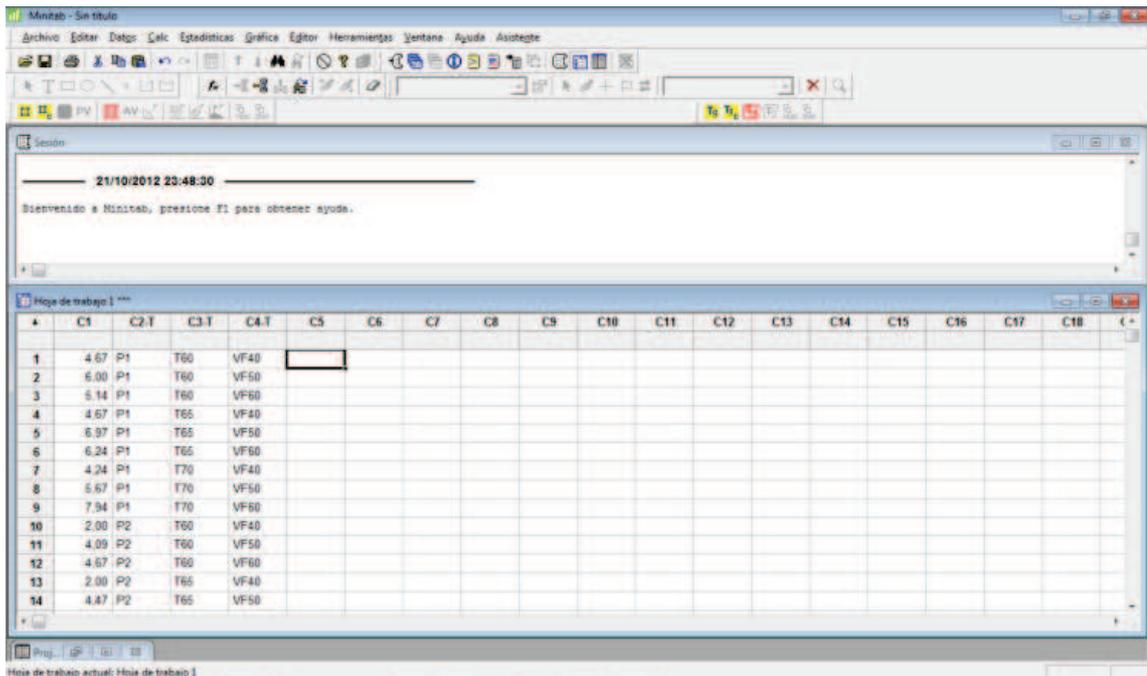 Minitab - Sin título
Archivo Editar Datos Calc Estadísticas Gráfica Editor Herramientas Ventana Ayuda Asistente
PV AV
Sesión
21/10/2012 23:48:30
Bienvenido a Minitab, presione F1 para obtener ayuda.
Hoja de trabajo 1 ***
C1 C2-T C3-T C4-T C5 C6 C7 C8 C9 C10 C11 C12 C13 C14 C15 C16 C17 C18
1 4.67 P1 T60 VF40
2 6.00 P1 T60 VF50
3 5.14 P1 T60 VF60
4 4.67 P1 T65 VF40
5 6.97 P1 T65 VF50
6 6.24 P1 T65 VF60
7 4.24 P1 T70 VF40
8 5.67 P1 T70 VF50
9 7.94 P1 T70 VF60
10 2.00 P2 T60 VF40
11 4.09 P2 T60 VF50
12 4.67 P2 T60 VF60
13 2.00 P2 T65 VF40
14 4.47 P2 T65 VF50
Proj...
Hoja de trabajo actual: Hoja de trabajo 1